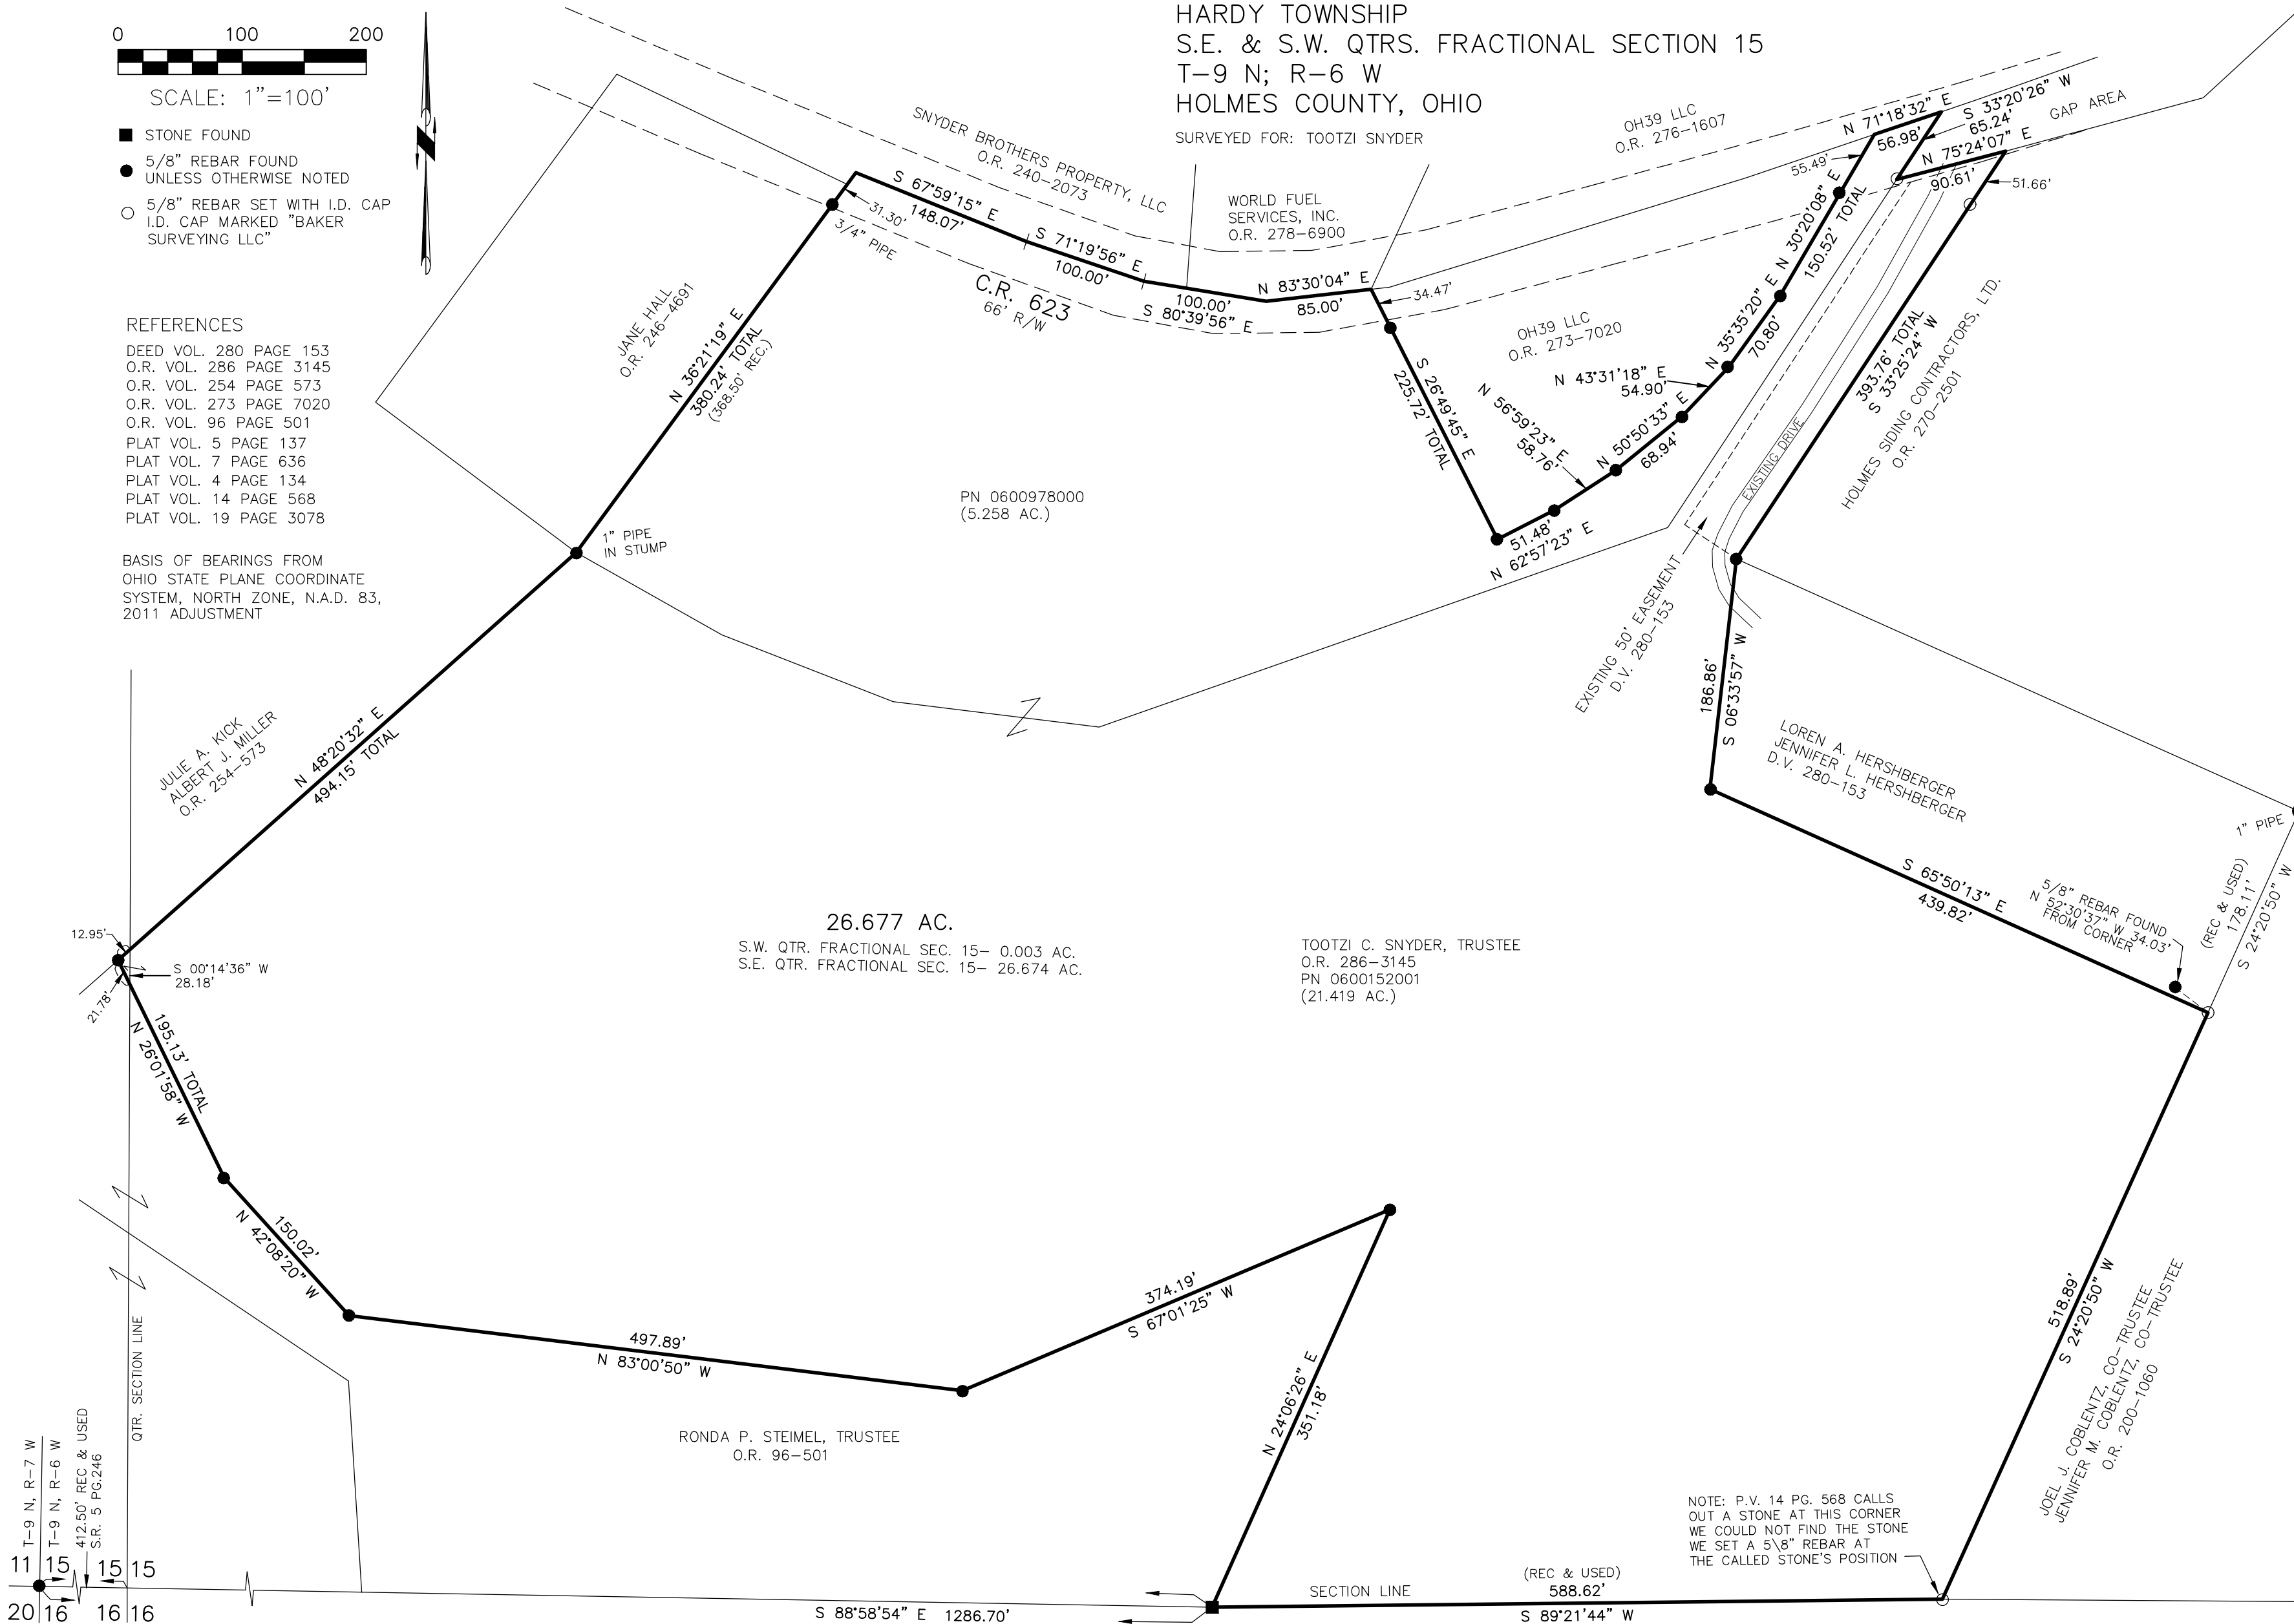 0 100 200
SCALE: 1"=100'
STONE FOUND
5/8" REBAR FOUND
UNLESS OTHERWISE NOTED
5/8" REBAR SET WITH I.D. CAP
I.D. CAP MARKED "BAKER
SURVEYING LLC"
REFERENCES
DEED VOL. 280 PAGE 153
O.R. VOL. 286 PAGE 3145
O.R. VOL. 254 PAGE 573
O.R. VOL. 273 PAGE 7020
O.R. VOL. 96 PAGE 501
PLAT VOL. 5 PAGE 137
PLAT VOL. 7 PAGE 636
PLAT VOL. 4 PAGE 134
PLAT VOL. 14 PAGE 568
PLAT VOL. 19 PAGE 3078
BASIS OF BEARINGS FROM
OHIO STATE PLANE COORDINATE
SYSTEM, NORTH ZONE, N.A.D. 83,
2011 ADJUSTMENT
HARDY TOWNSHIP
S.E. & S.W. QTRS. FRACTIONAL SECTION 15
T-9 N; R-6 W
HOLMES COUNTY, OHIO
SURVEYED FOR: TOOTZI SNYDER
SNYDER BROTHERS PROPERTY, LLC
O.R. 240-2073
WORLD FUEL
SERVICES, INC.
O.R. 278-6900
OH39 LLC
O.R. 276-1607
N 71°18'32" E
56.98'
S 33°20'26" W
65.24'
GAP AREA
N 75°24'07" E
90.61'
51.66'
55.49'
N 30°20'08" E
150.52' TOTAL
S 67°59'15" E
148.07'
31.30'
3/4" PIPE
S 71°19'56" E
100.00'
100.00'
S 80°39'56" E
N 83°30'04" E
85.00'
34.47'
C.R. 623
66' R/W
JANE HALL
O.R. 246-4691
N 36°21'19" E
380.24' TOTAL
(368.50' REC.)
1" PIPE
IN STUMP
PN 0600978000
(5.258 AC.)
S 26°49'45" E
225.72' TOTAL
OH39 LLC
O.R. 273-7020
N 35°35'20" E
70.80'
N 43°31'18" E
54.90'
N 50°50'33" E
68.94'
N 56°59'23" E
58.76'
51.48'
N 62°57'23" E
393.76' TOTAL
S 33°25'24" W
HOLMES SIDING CONTRACTORS, LTD.
O.R. 270-2501
EXISTING DRIVE
EXISTING 50' EASEMENT
D.V. 280-153
186.86'
S 06°33'57" W
LOREN A. HERSHBERGER
JENNIFER L. HERSHBERGER
D.V. 280-153
S 65°50'13" E
439.82'
5/8" REBAR FOUND
N 52°30'37" W 34.03'
FROM CORNER
1" PIPE
(REC & USED)
178.11'
S 24°20'50" W
JULIE A. KICK
ALBERT J. MILLER
O.R. 254-573
N 48°20'32" E
494.15' TOTAL
12.95'
S 00°14'36" W
28.18'
21.78'
195.13' TOTAL
N 26°01'58" W
26.677 AC.
S.W. QTR. FRACTIONAL SEC. 15- 0.003 AC.
S.E. QTR. FRACTIONAL SEC. 15- 26.674 AC.
TOOTZI C. SNYDER, TRUSTEE
O.R. 286-3145
PN 0600152001
(21.419 AC.)
150.02'
N 42°08'20" W
497.89'
N 83°00'50" W
374.19'
S 67°01'25" W
N 24°06'26" E
351.18'
518.89'
S 24°20'50" W
JOEL J. COBLENTZ, CO-TRUSTEE
JENNIFER M. COBLENTZ, CO-TRUSTEE
O.R. 200-1060
RONDA P. STEIMEL, TRUSTEE
O.R. 96-501
QTR. SECTION LINE
T-9 N, R-7 W
T-9 N, R-6 W
412.50' REC & USED
S.R. 5 PG.246
NOTE: P.V. 14 PG. 568 CALLS
OUT A STONE AT THIS CORNER
WE COULD NOT FIND THE STONE
WE SET A 5\8" REBAR AT
THE CALLED STONE'S POSITION
11 15 15 15
20 16 16 16
S 88°58'54" E 1286.70'
SECTION LINE
(REC & USED)
588.62'
S 89°21'44" W